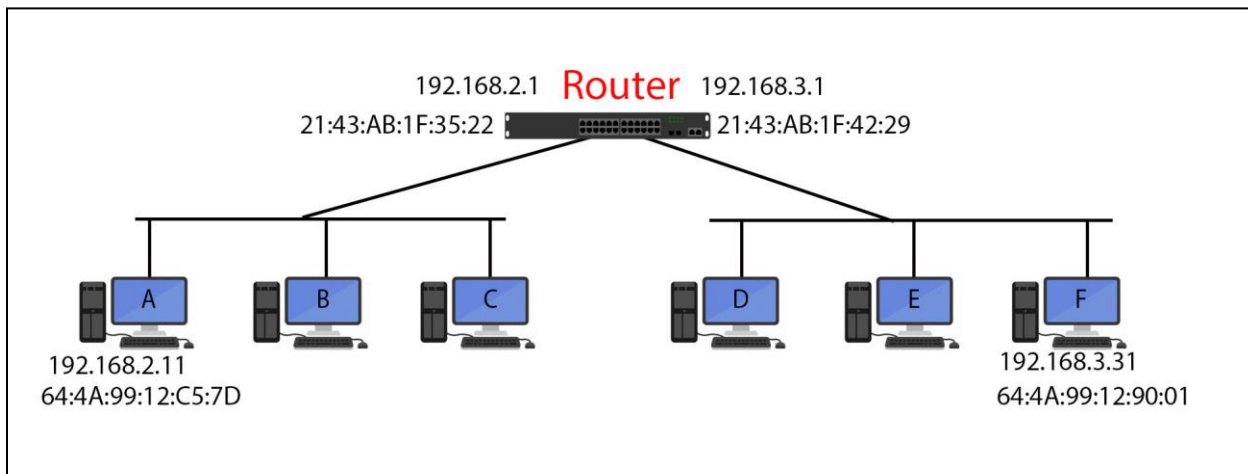 192.168.2.1 Router 192.168.3.1
21:43:AB:1F:35:22 21:43:AB:1F:42:29
A B C D E F
192.168.2.11 192.168.3.31
64:4A:99:12:C5:7D 64:4A:99:12:90:01